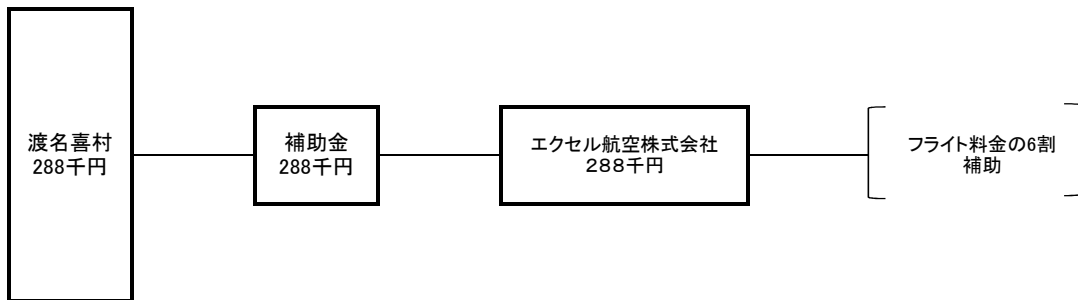 渡名喜村
288千円
補助金
288千円
エクセル航空株式会社
２８８千円
フライト料金の6割
補助